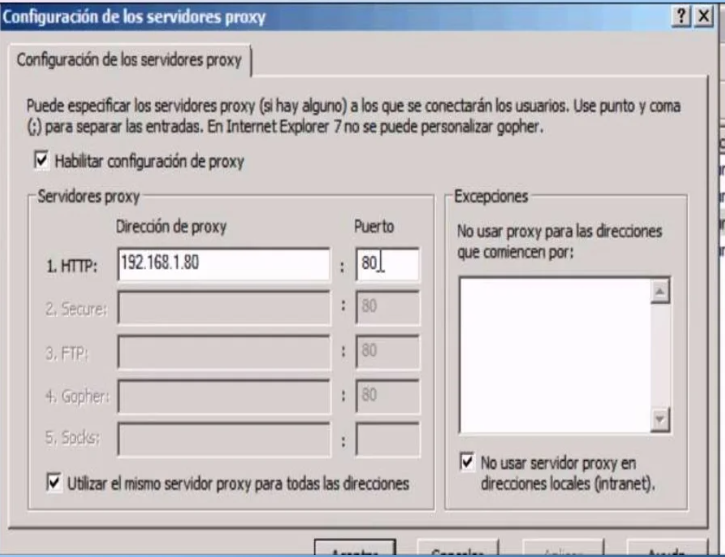 Configuración de los servidores proxy
Configuración de los servidores proxy
Puede especificar los servidores proxy (si hay alguno) a los que se conectarán los usuarios. Use punto y coma
(;) para separar las entradas. En Internet Explorer 7 no se puede personalizar gopher.
Habilitar configuración de proxy
Servidores proxy
Dirección de proxy Puerto
1. HTTP: 192.168.1.80 : 80
2. Secure: : 80
3. FTP: : 80
4. Gopher: : 80
5. Socks: :
Utilizar el mismo servidor proxy para todas las direcciones
Excepciones
No usar proxy para las direcciones
que comiencen por:
No usar servidor proxy en
direcciones locales (intranet).